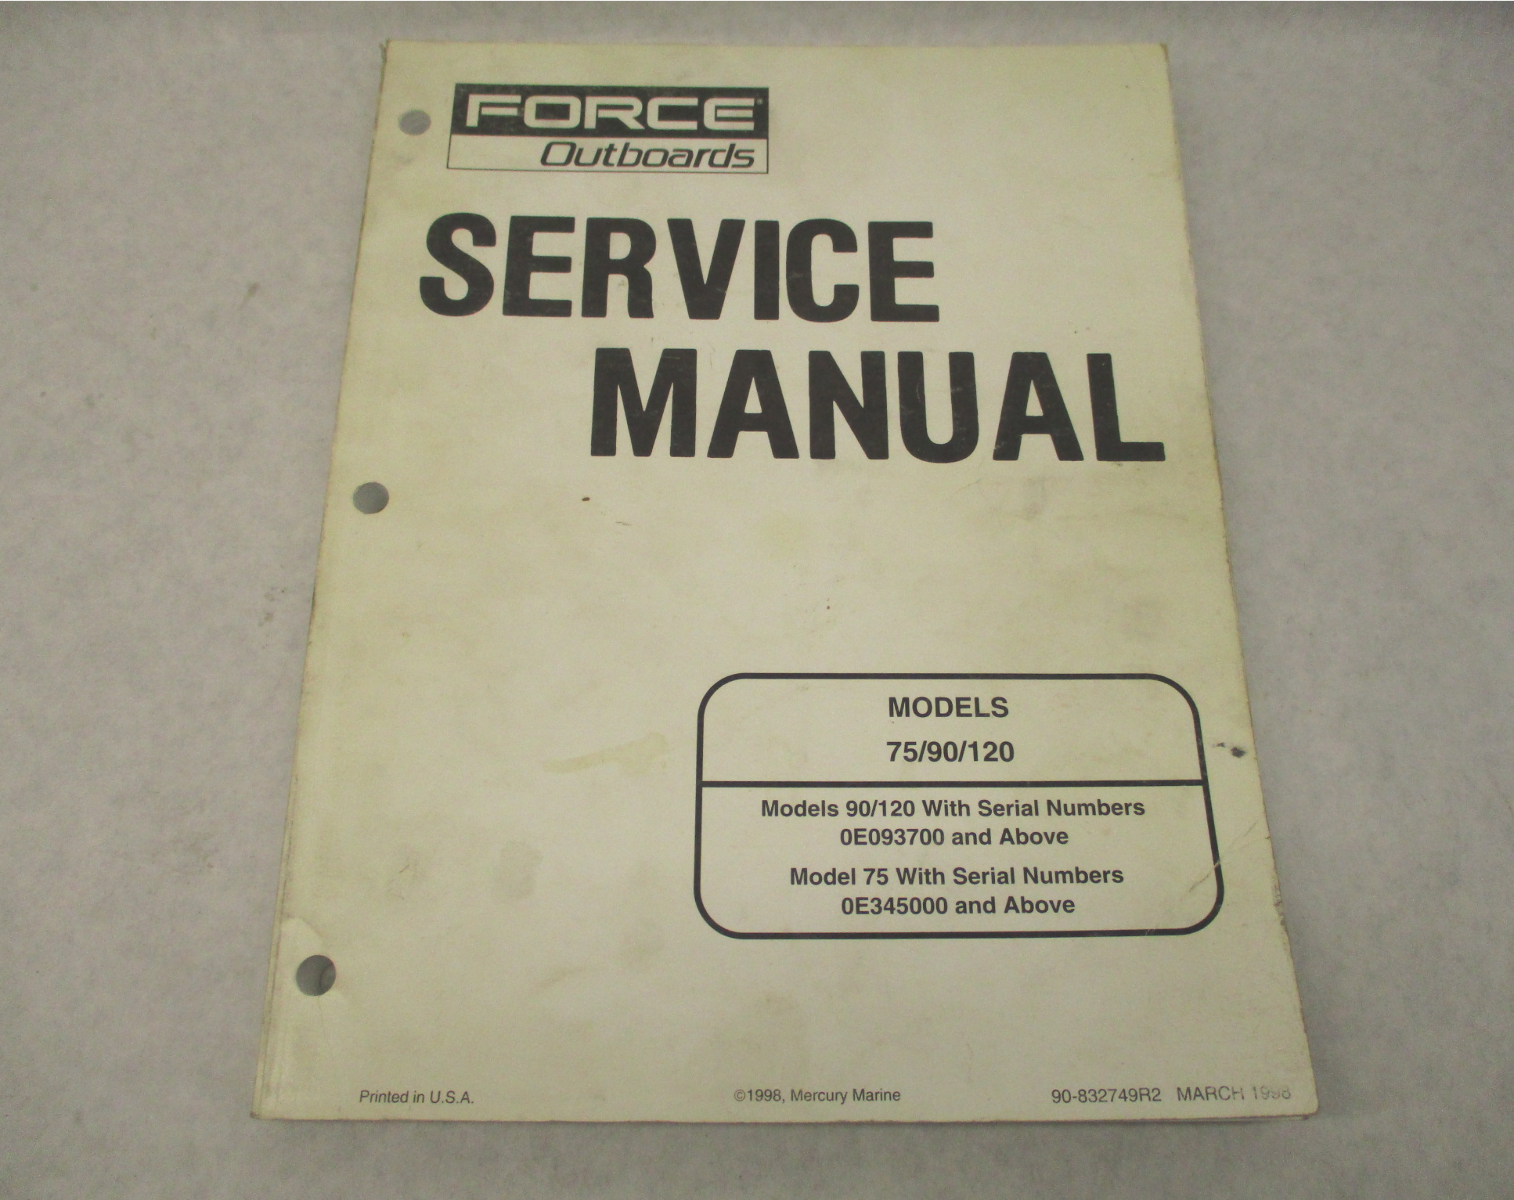 FORCE
Outboards
SERVICE
MANUAL
MODELS
75/90/120
Models 90/120 With Serial Numbers
0E093700 and Above
Model 75 With Serial Numbers
0E345000 and Above
Printed in U.S.A. ©1998, Mercury Marine 90-832749R2 MARCH 1998